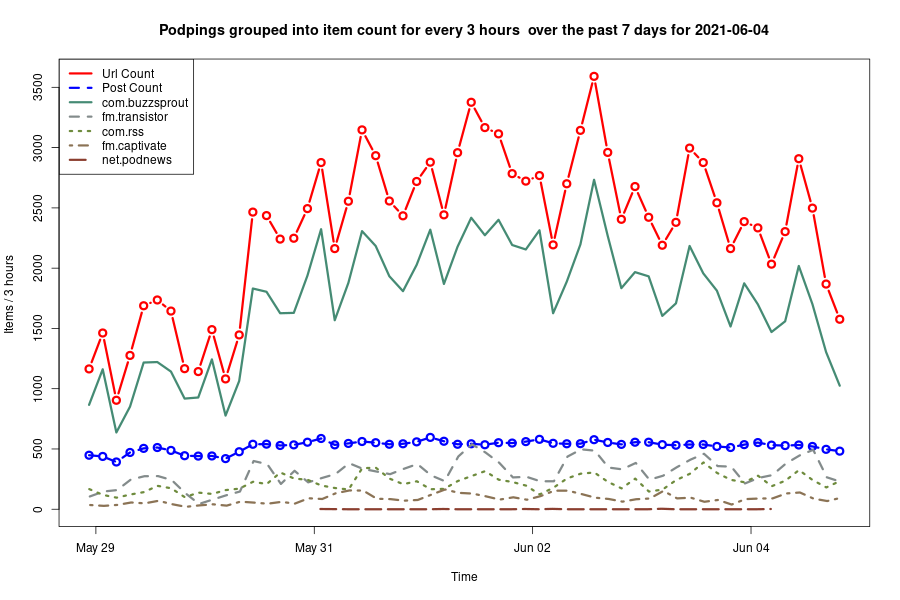 Podpings grouped into item count for every 3 hours  over the past 7 days for 2021-06-04
Url Count
Post Count
com.buzzsprout
fm.transistor
com.rss
fm.captivate
net.podnews
3500
3000
2500
2000
1500
1000
500
0
Items / 3 hours
May 29
May 31
Jun 02
Jun 04
Time